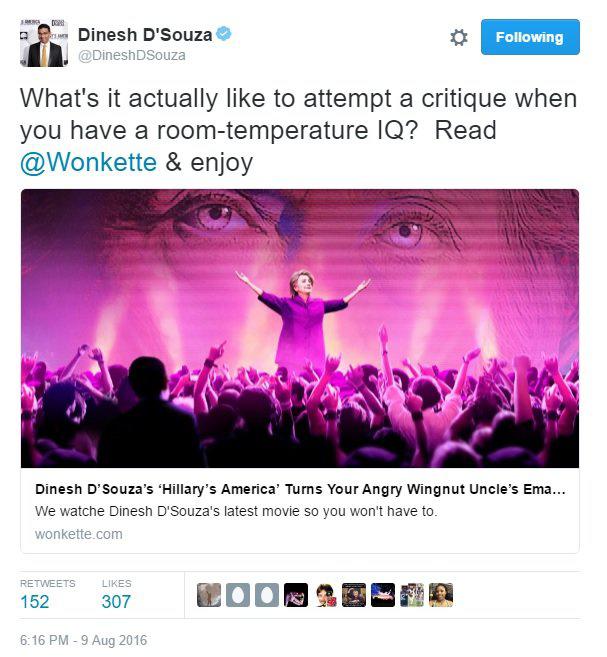 Dinesh D'Souza
@DineshDSouza
Following
What's it actually like to attempt a critique when
you have a room-temperature IQ? Read
@Wonkette & enjoy
Dinesh D'Souza's 'Hillary's America' Turns Your Angry Wingnut Uncle's Ema...
We watche Dinesh D'Souza's latest movie so you won't have to.
wonkette.com
RETWEETS LIKES
152 307
6:16 PM - 9 Aug 2016